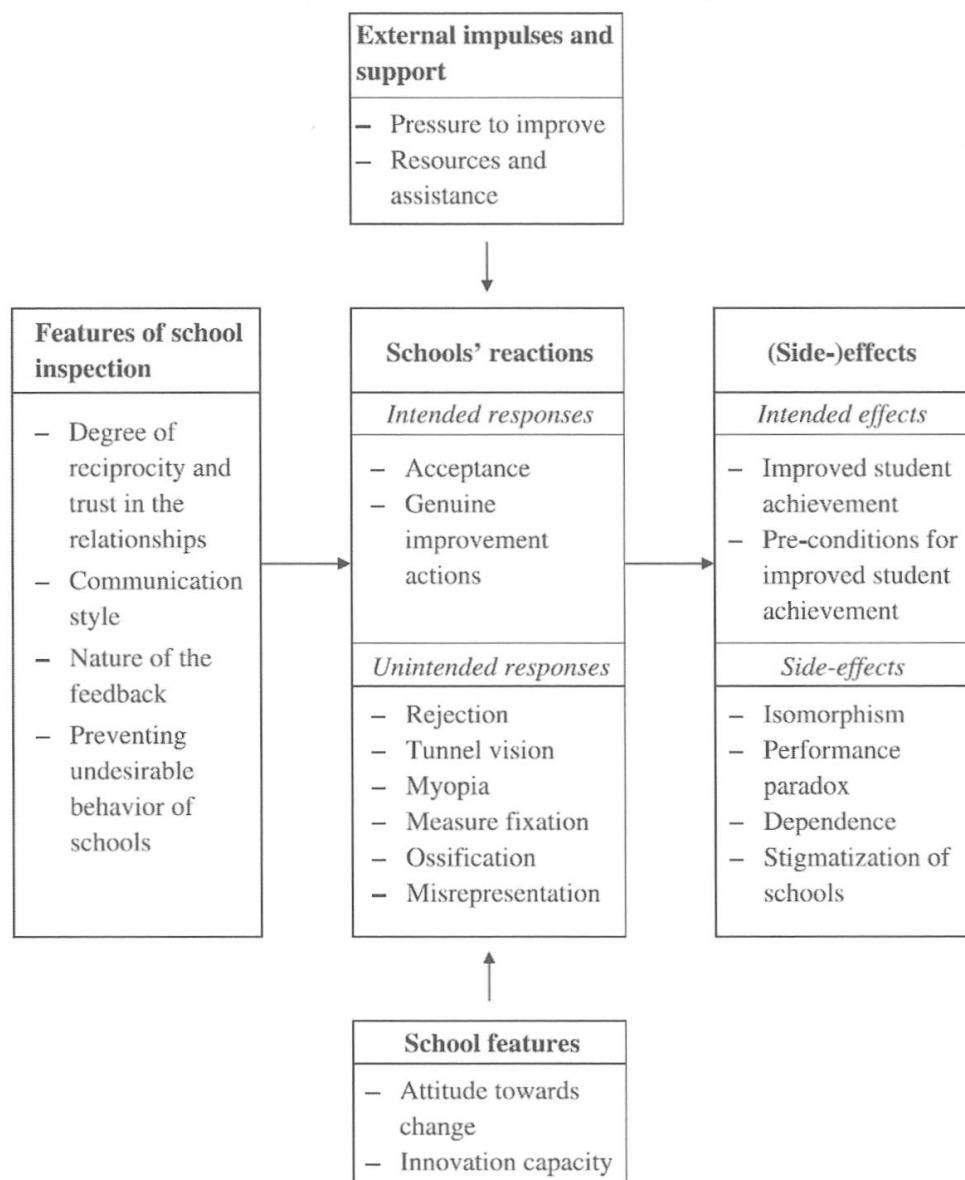 External impulses and
support
– Pressure to improve
– Resources and
assistance
Features of school
inspection
– Degree of
reciprocity and
trust in the
relationships
– Communication
style
– Nature of the
feedback
– Preventing
undesirable
behavior of
schools
Schools' reactions
Intended responses
– Acceptance
– Genuine
improvement
actions
Unintended responses
– Rejection
– Tunnel vision
– Myopia
– Measure fixation
– Ossification
– Misrepresentation
(Side-)effects
Intended effects
– Improved student
achievement
– Pre-conditions for
improved student
achievement
Side-effects
– Isomorphism
– Performance
paradox
– Dependence
– Stigmatization of
schools
School features
– Attitude towards
change
– Innovation capacity